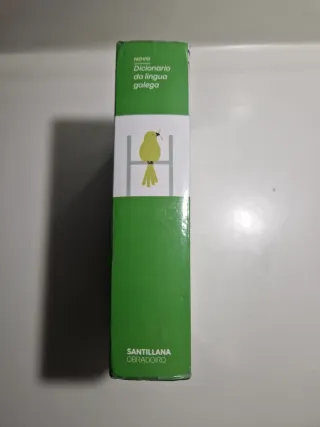 Novo
Dicionario
da lingua
galega
SANTILLANA
OBRADOIRO